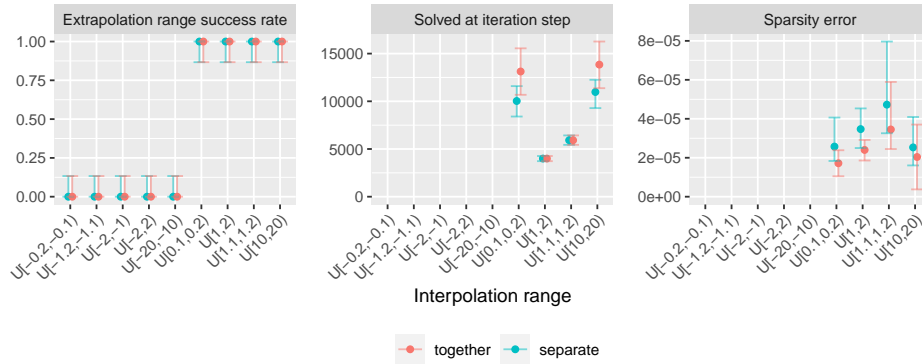 Extrapolation range success rate
Solved at iteration step
Sparsity error
1.00
0.75
0.50
0.25
0.00
15000
10000
5000
0
8e−05
6e−05
4e−05
2e−05
0e+00
U[−0.2,−0.1)
U[−1.2,−1.1)
U[−2,−1)
U[−2,2)
U[−20,−10)
U[0.1,0.2)
U[1,2)
U[1.1,1.2)
U[10,20)
U[−0.2,−0.1)
U[−1.2,−1.1)
U[−2,−1)
U[−2,2)
U[−20,−10)
U[0.1,0.2)
U[1,2)
U[1.1,1.2)
U[10,20)
U[−0.2,−0.1)
U[−1.2,−1.1)
U[−2,−1)
U[−2,2)
U[−20,−10)
U[0.1,0.2)
U[1,2)
U[1.1,1.2)
U[10,20)
Interpolation range
together separate